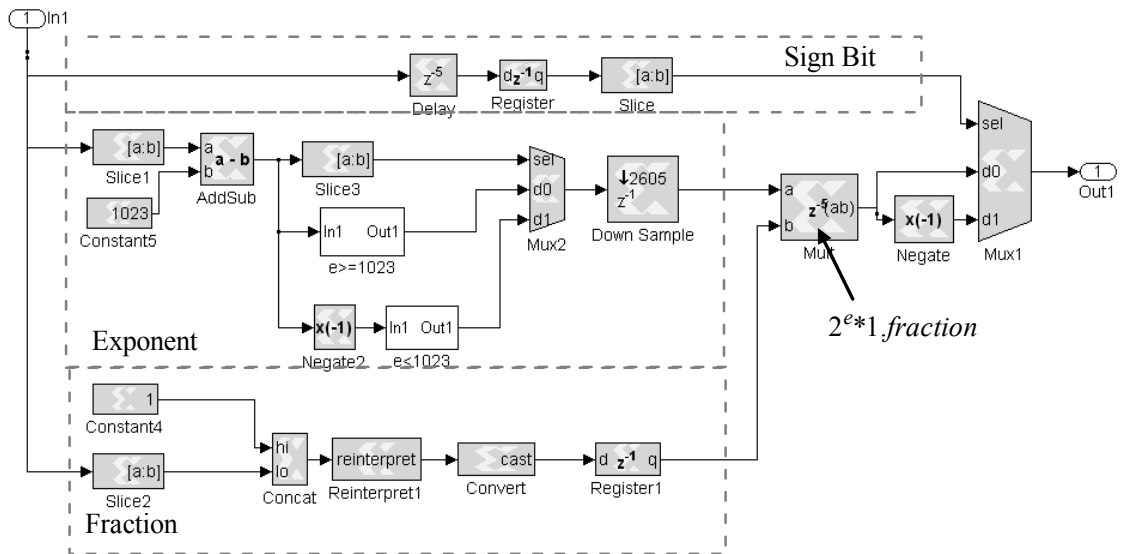 1
In1
Sign Bit
z-5
Delay
d z-1 q
Register
[a:b]
Slice
sel
d0
d1
Mux1
1
Out1
[a:b]
Slice1
1023
Constant5
a
b
a - b
AddSub
[a:b]
Slice3
In1 Out1
e>=1023
x(-1)
Negate2
In1 Out1
e<1023
sel
d0
d1
Mux2
↓2605
z-1
Down Sample
a
b
z-5(ab)
Mult
x(-1)
Negate
2e*1.fraction
Exponent
1
Constant4
[a:b]
Slice2
hi
lo
Concat
reinterpret
Reinterpret1
cast
Convert
d z-1 q
Register1
Fraction